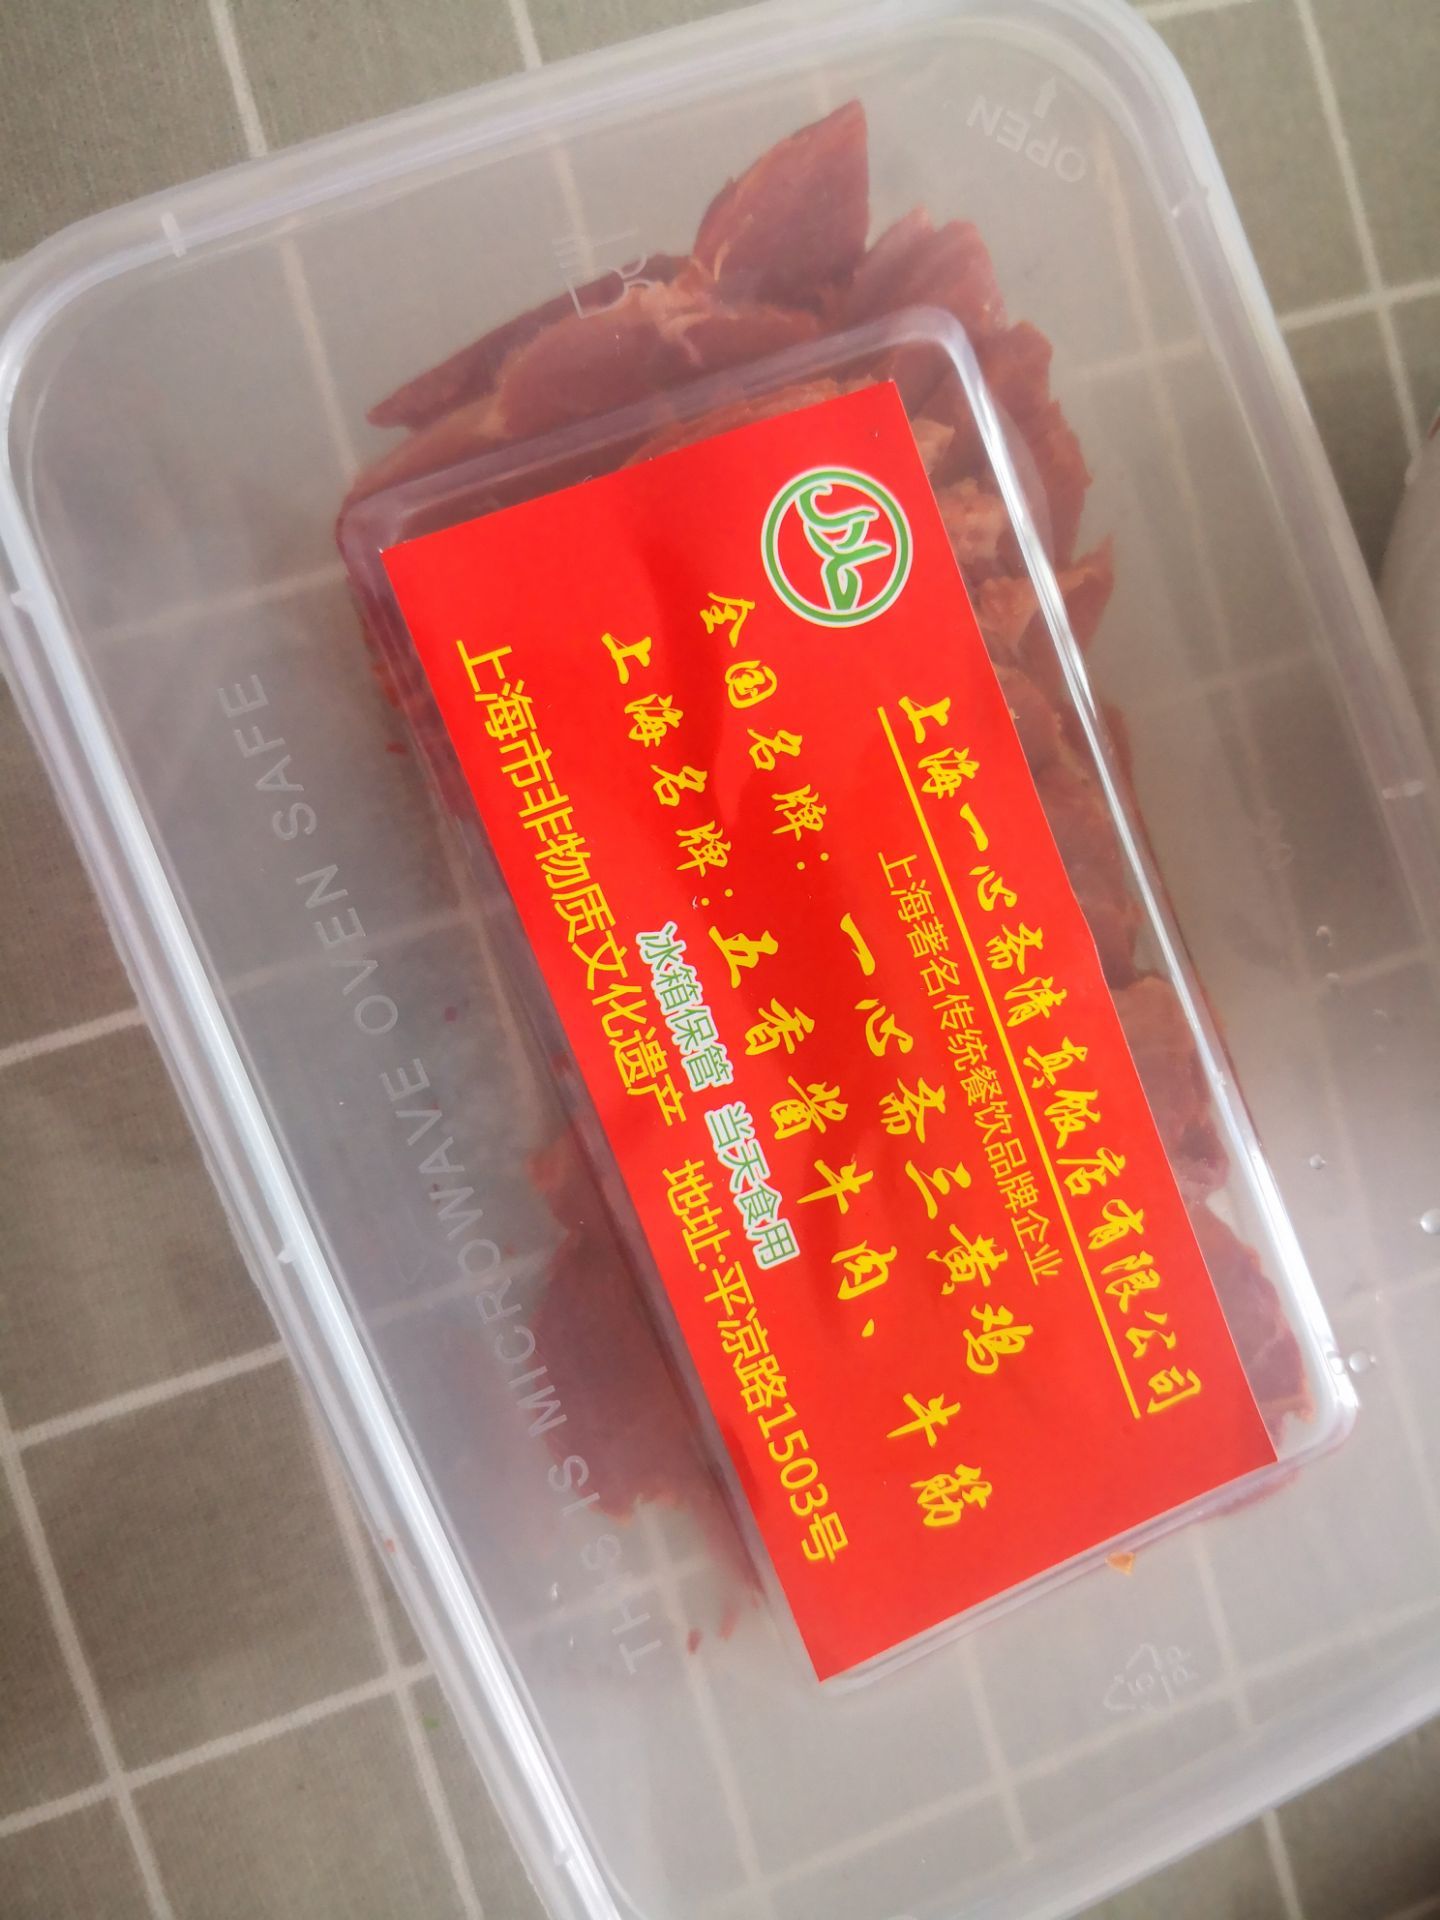 上海一心斋清真饭店有限公司
上海著名传统餐饮品牌企业
全国名牌：一心斋三黄鸡
上海名牌：五香酱牛肉、牛筋
冰箱保管 当天食用
上海市非物质文化遗产 地址:平凉路1503号
THIS IS MICROWAVE OVEN SAFE
OPEN